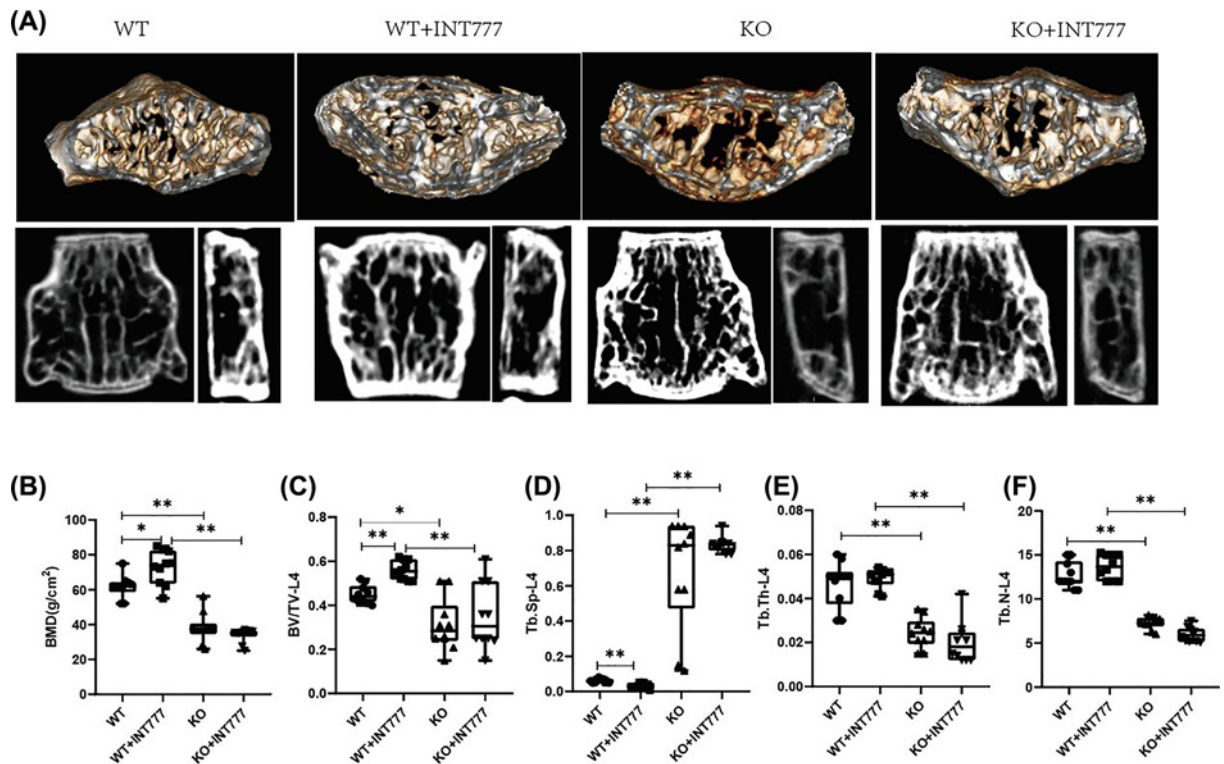 (A)
WT
WT+INT777
KO
KO+INT777
(B)
**
*
**
BMD(g/cm²)
100
80
60
40
20
0
WT
WT+INT777
KO
KO+INT777
(C)
*
**
**
BV/TV-L4
0.8
0.6
0.4
0.2
0.0
WT
WT+INT777
KO
KO+INT777
(D)
**
**
**
Tb.Sp-L4
1.0
0.8
0.6
0.4
0.2
0.0
WT
WT+INT777
KO
KO+INT777
(E)
**
**
Tb.Th-L4
0.08
0.06
0.04
0.02
0.00
WT
WT+INT777
KO
KO+INT777
(F)
**
**
Tb.N-L4
20
15
10
5
0
WT
WT+INT777
KO
KO+INT777